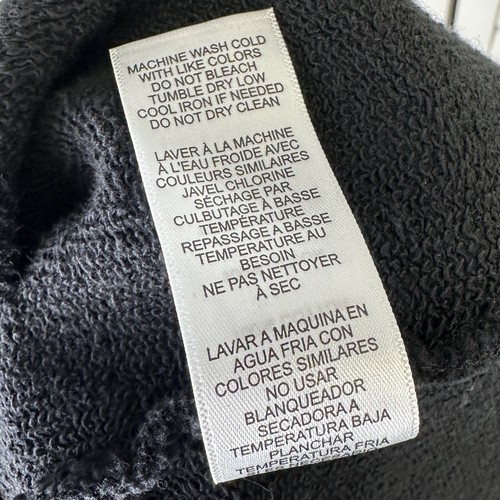 MACHINE WASH COLD
WITH LIKE COLORS
DO NOT BLEACH
TUMBLE DRY LOW
COOL IRON IF NEEDED
DO NOT DRY CLEAN
LAVER À LA MACHINE
À L'EAU FROIDE AVEC
COULEURS SIMILAIRES
JAVEL CHLORINE
SÉCHAGE PAR
CULBUTAGE À BASSE
TEMPÉRATURE
REPASSAGE A BASSE
TEMPERATURE AU
BESOIN
NE PAS NETTOYER
À SEC
LAVAR A MAQUINA EN
AGUA FRIA CON
COLORES SIMILARES
NO USAR
BLANQUEADOR
SECADORA A
TEMPERATURA BAJA
PLANCHAR
TEMPERATURA FRIA